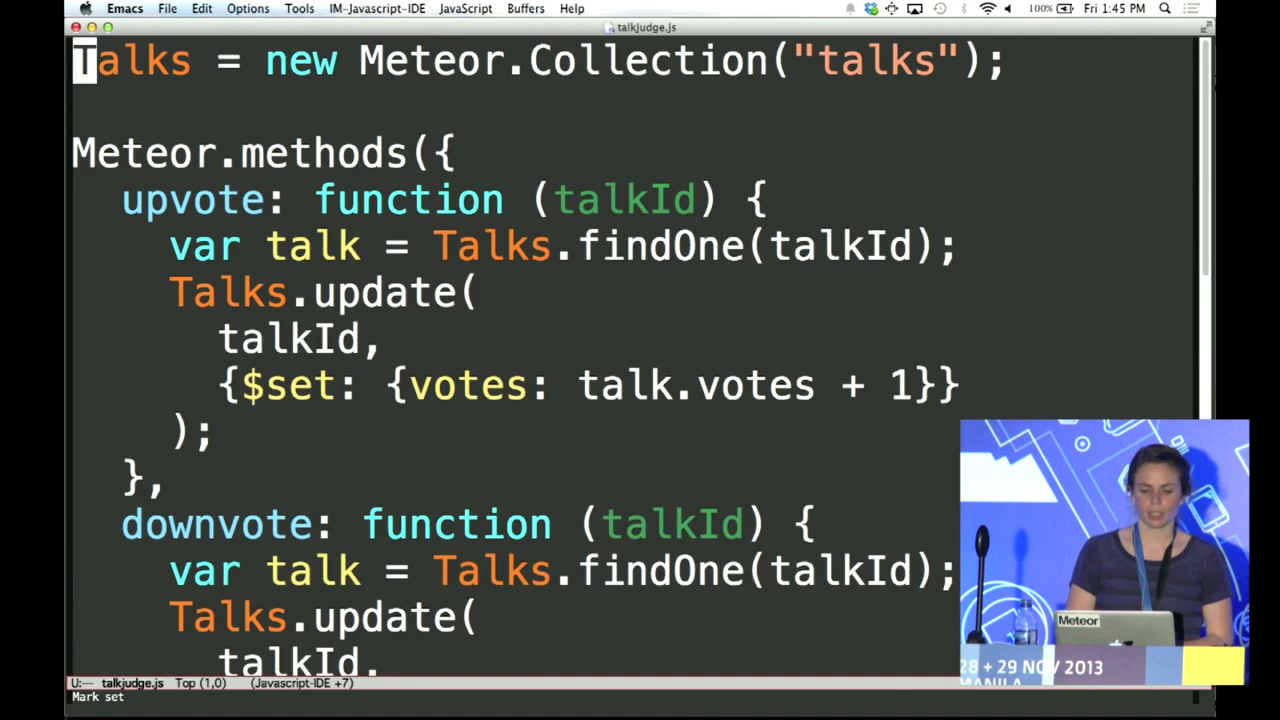 Emacs File Edit Options Tools IM-Javascript-IDE JavaScript Buffers Help 100% Fri 1:45 PM
talkjudge.js
Talks = new Meteor.Collection("talks");
Meteor.methods({
upvote: function (talkId) {
var talk = Talks.findOne(talkId);
Talks.update(
talkId,
{$set: {votes: talk.votes + 1}}
);
},
downvote: function (talkId) {
var talk = Talks.findOne(talkId);
Talks.update(
talkId,
U:— talkjudge.js Top (1,0) (Javascript-IDE +7)
Mark set
Meteor
28 + 29 NOV 2013
MANILA